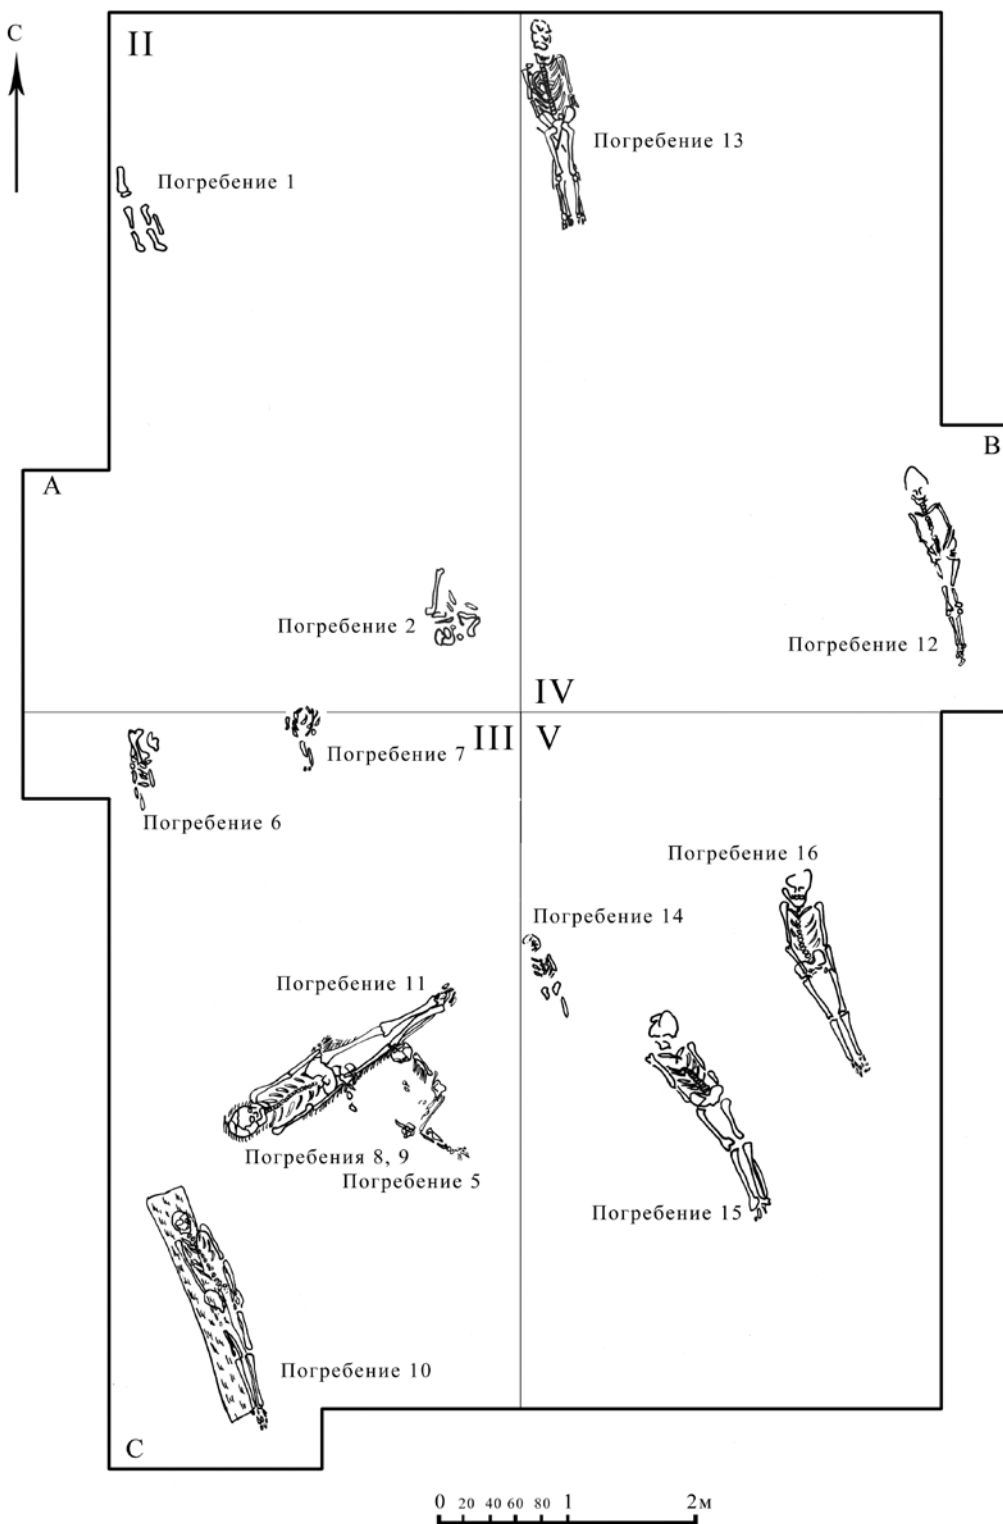 С
II
Погребение 13
Погребение 1
В
А
Погребение 2
Погребение 12
IV
III
V
Погребение 7
Погребение 6
Погребение 16
Погребение 14
Погребение 11
Погребения 8, 9
Погребение 5
Погребение 15
Погребение 10
С
0 20 40 60 80 1 2м